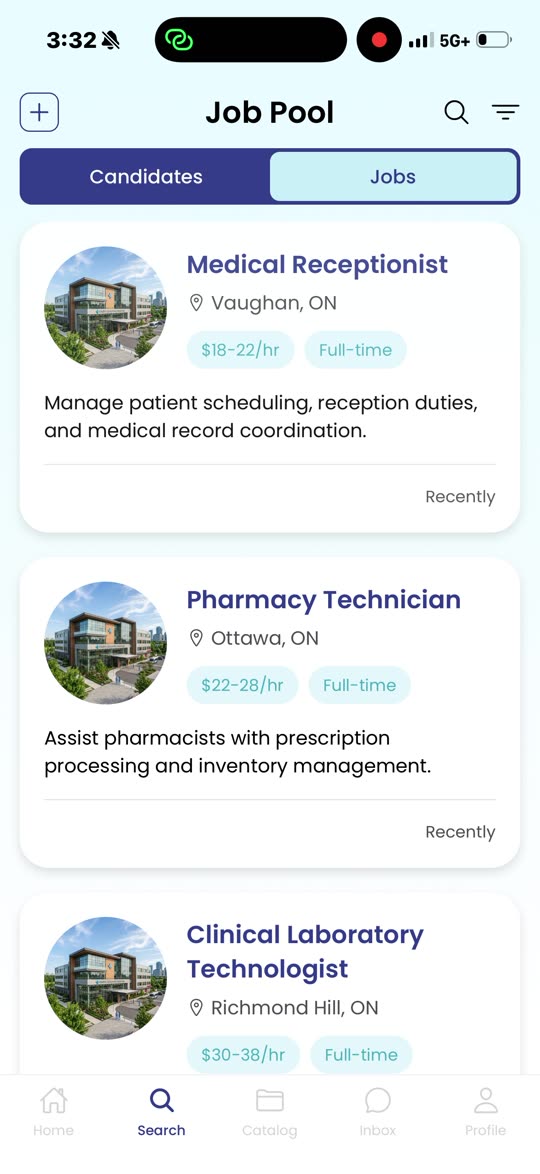 3:32
5G+
Job Pool
Candidates
Jobs
Medical Receptionist
Vaughan, ON
$18-22/hr
Full-time
Manage patient scheduling, reception duties,
and medical record coordination.
Recently
Pharmacy Technician
Ottawa, ON
$22-28/hr
Full-time
Assist pharmacists with prescription
processing and inventory management.
Recently
Clinical Laboratory
Technologist
Richmond Hill, ON
$30-38/hr
Full-time
Home
Search
Catalog
Inbox
Profile